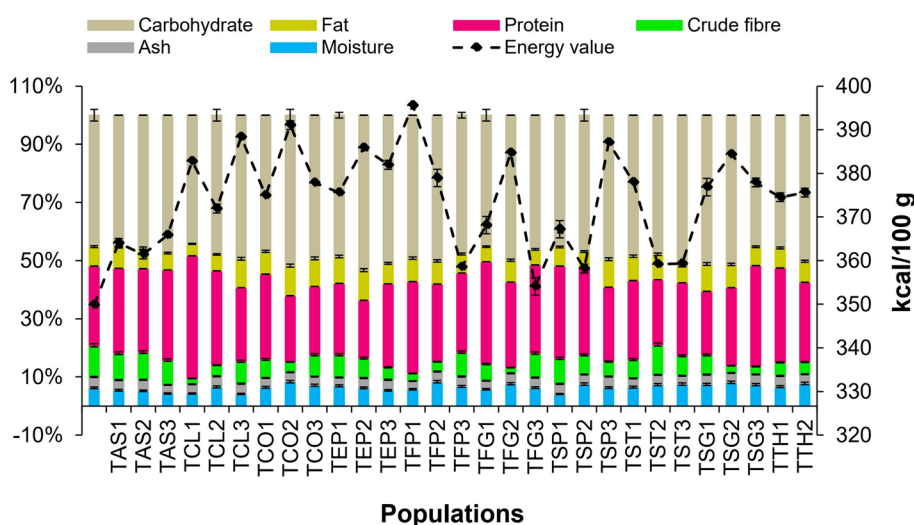 Carbohydrate Fat Protein Crude fibre
Ash Moisture Energy value
110% 400
90% 390
380
70% 370
50% 360
30% 350
340
10% 330
-10% 320
kcal/100 g
TAS1 TAS2 TAS3 TCL1 TCL2 TCL3 TCO1 TCO2 TCO3 TEP1 TEP2 TEP3 TFP1 TFP2 TFP3 TFG1 TFG2 TFG3 TSP1 TSP2 TSP3 TST1 TST2 TST3 TSG1 TSG2 TSG3 TTH1 TTH2
Populations